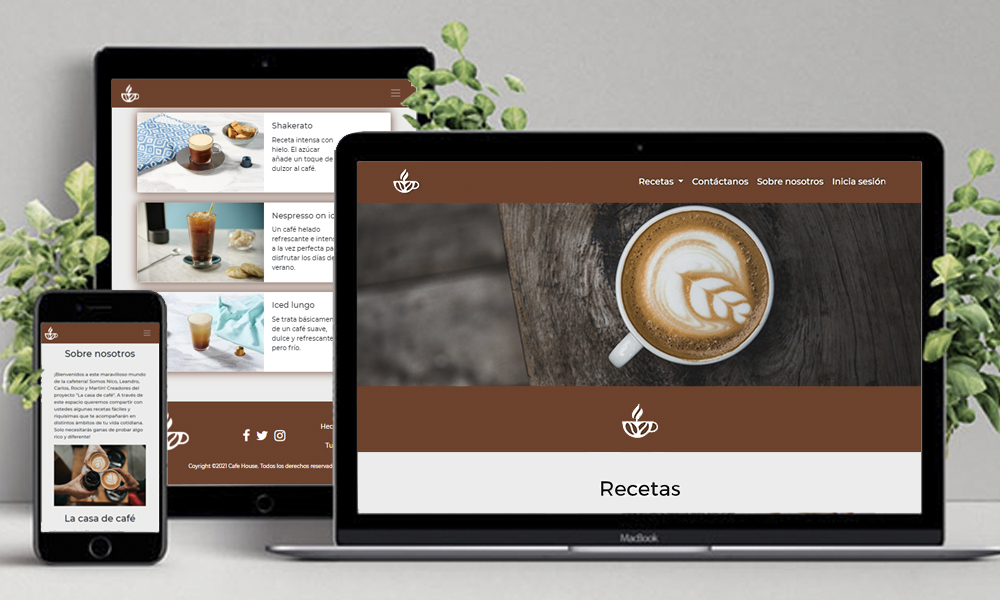 Shakerato
Receta intensa con
hielo. El azúcar
añade un toque de
dulzor al café.
Nespresso on ic
Un café helado
refrescante e intens
a la vez perfecta pa
disfrutar los días de
verano.
Iced lungo
Se trata básicamen
de un café suave,
dulce y refrescante
pero frío.
Hec
Tu
Coyright ©2021 Cafe House. Todos los derechos reservad
Sobre nosotros
¡Bienvenidos a este maravilloso mundo
de la cafetería! Somos Nico, Leandro,
Carlos, Rocio y Martin! Creadores del
proyecto "La casa de café". A través de
este espacio queremos compartir con
ustedes algunas recetas fáciles y
riquísimas que te acompañarán en
distintos ámbitos de tu vida cotidiana.
Solo necesitarás ganas de probar algo
rico y diferente!
La casa de café
Recetas Contáctanos Sobre nosotros Inicia sesión
Recetas
MacBook